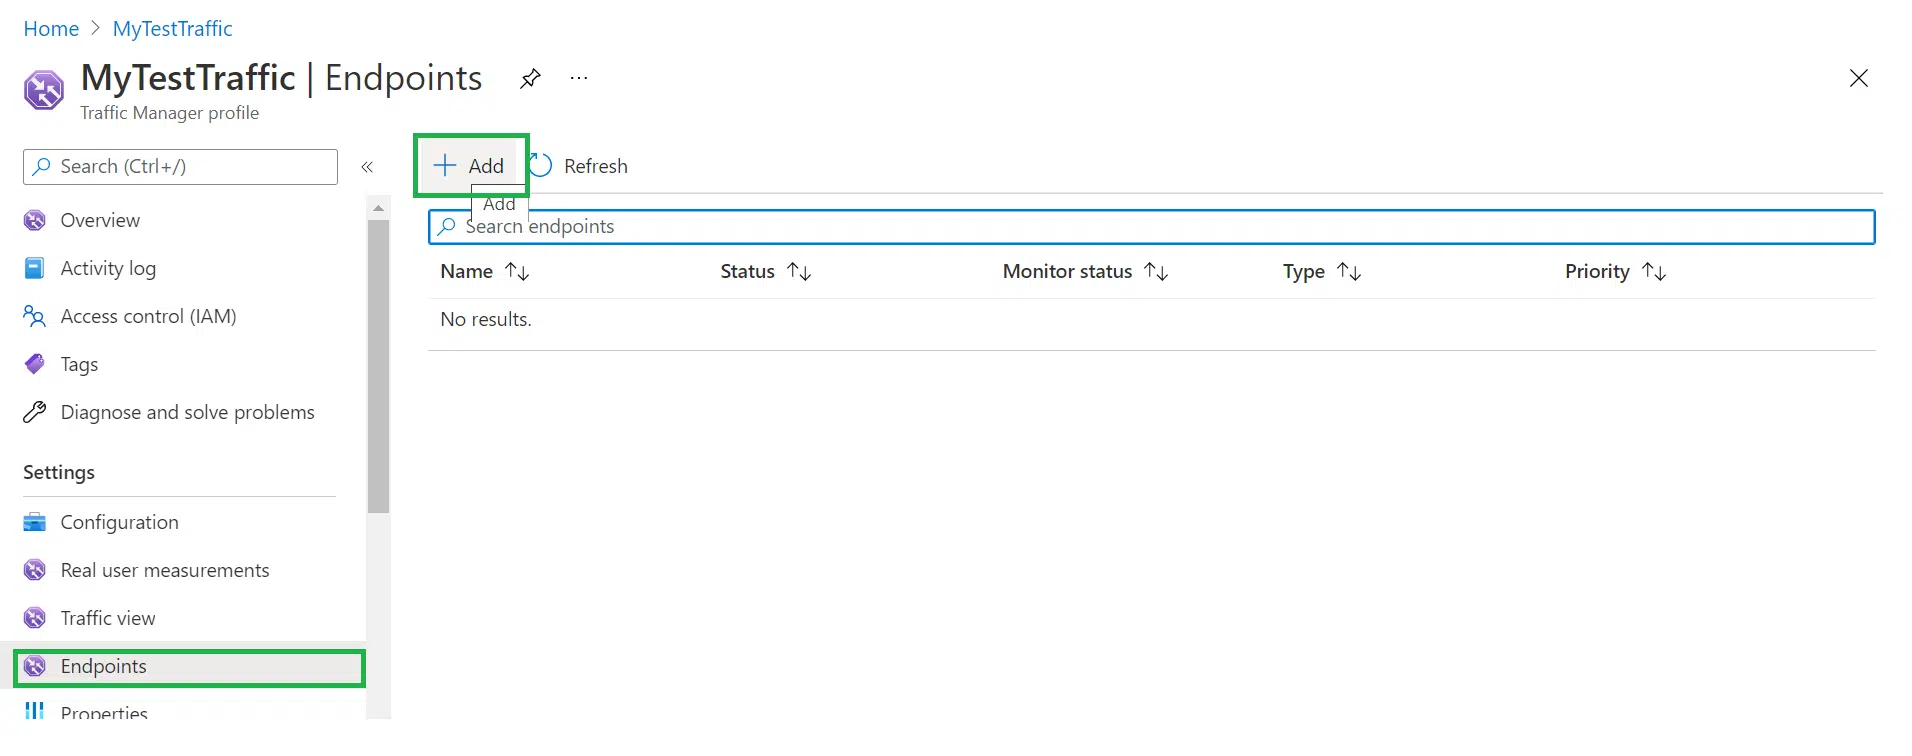 Home > MyTestTraffic
MyTestTraffic | Endpoints ...
Traffic Manager profile
Search (Ctrl+/) «
Overview
Activity log
Access control (IAM)
Tags
Diagnose and solve problems
Settings
Configuration
Real user measurements
Traffic view
Endpoints
Properties
+ Add Refresh
Add
Search endpoints
Name ↑↓ Status ↑↓ Monitor status ↑↓ Type ↑↓ Priority ↑↓
No results.